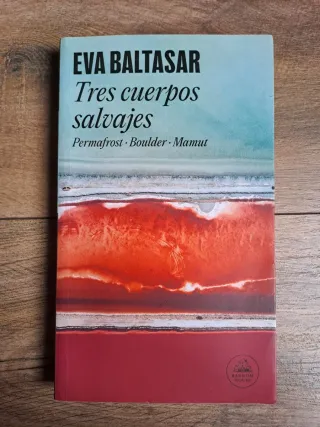 EVA BALTASAR
Tres cuerpos
salvajes
Permafrost · Boulder · Mamut